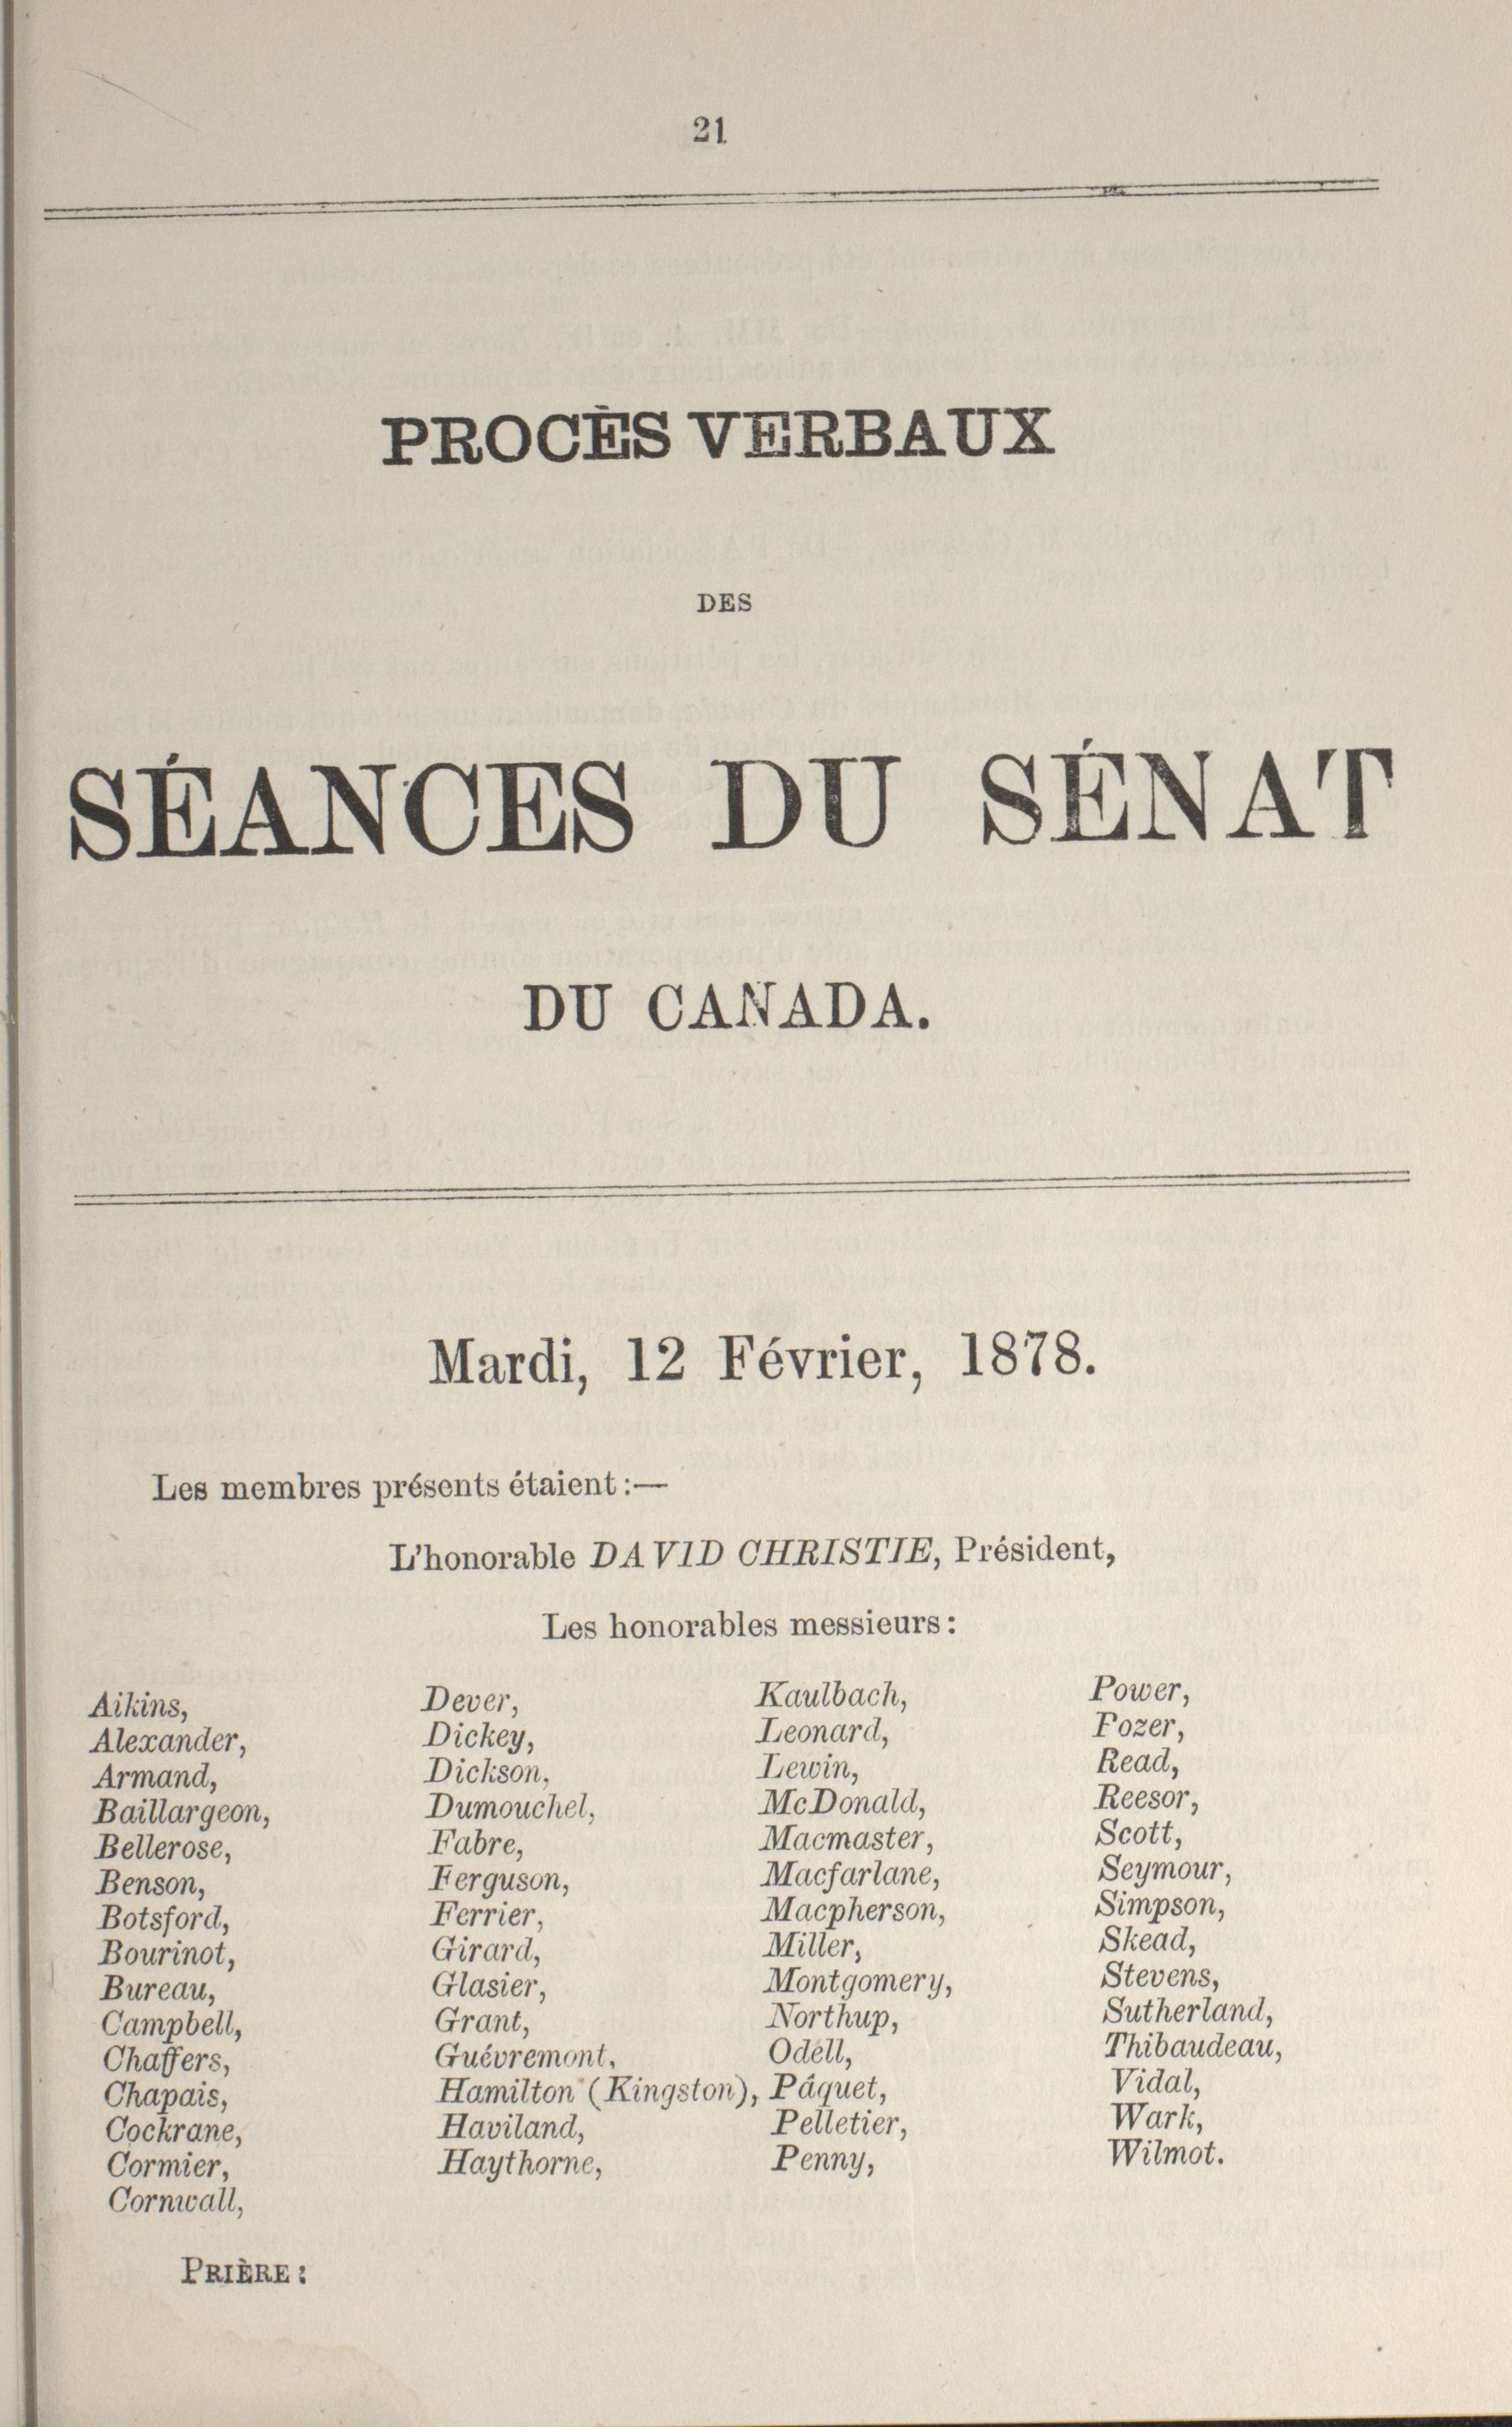 21
PROCÈS VERBAUX
DES
SÉANCES DU SÉNAT
DU CANADA.
Mardi, 12 Février, 1878.
Les membres présents étaient :—
L'honorable DAVID CHRISTIE, Président,
Les honorables messieurs :
Aikins,
Alexander,
Armand,
Baillargeon,
Bellerose,
Benson,
Botsford,
Bourinot,
Bureau,
Campbell,
Chaffers,
Chapais,
Cockrane,
Cormier,
Cornwall,
Dever,
Dickey,
Dickson,
Dumouchel,
Fabre,
Ferguson,
Ferrier,
Girard,
Glasier,
Grant,
Guévremont,
Hamilton (Kingston),
Haviland,
Haythorne,
Kaulbach,
Leonard,
Lewin,
McDonald,
Macmaster,
Macfarlane,
Macpherson,
Miller,
Montgomery,
Northup,
Odell,
Pâquet,
Pelletier,
Penny,
Power,
Pozer,
Read,
Reesor,
Scott,
Seymour,
Simpson,
Skead,
Stevens,
Sutherland,
Thibaudeau,
Vidal,
Wark,
Wilmot.
PRIÈRE :